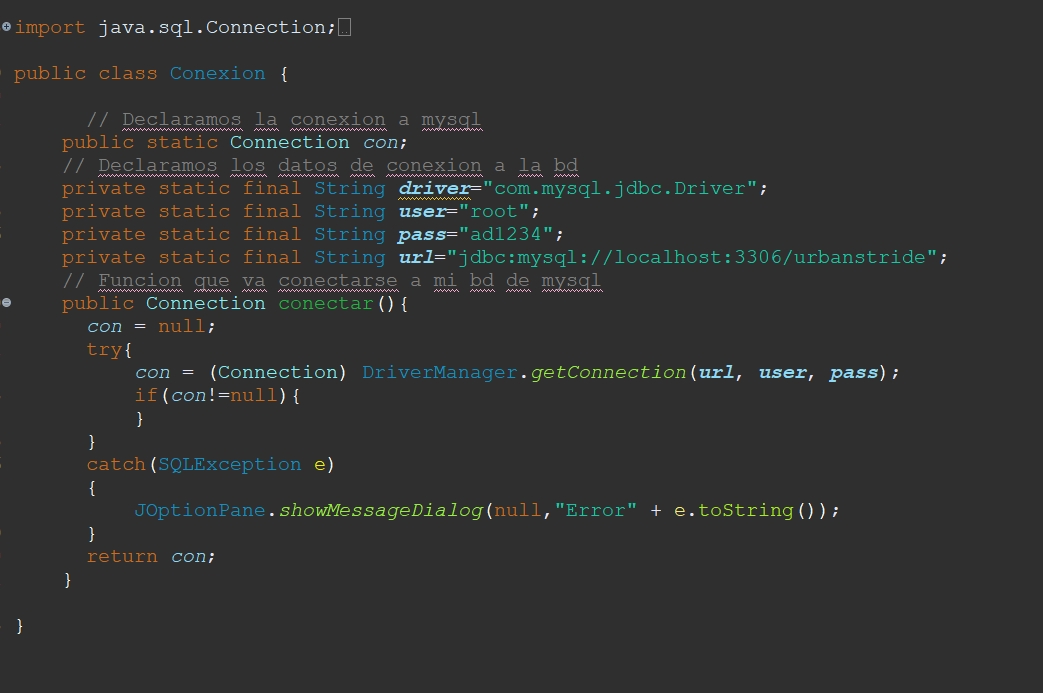 import java.sql.Connection;
public class Conexion {
// Declaramos la conexion a mysql
public static Connection con;
// Declaramos los datos de conexion a la bd
private static final String driver="com.mysql.jdbc.Driver";
private static final String user="root";
private static final String pass="ad1234";
private static final String url="jdbc:mysql://localhost:3306/urbanstride";
// Funcion que va conectarse a mi bd de mysql
public Connection conectar(){
con = null;
try{
con = (Connection) DriverManager.getConnection(url, user, pass);
if(con!=null){
}
}
catch(SQLException e)
{
JOptionPane.showMessageDialog(null,"Error" + e.toString());
}
return con;
}
}